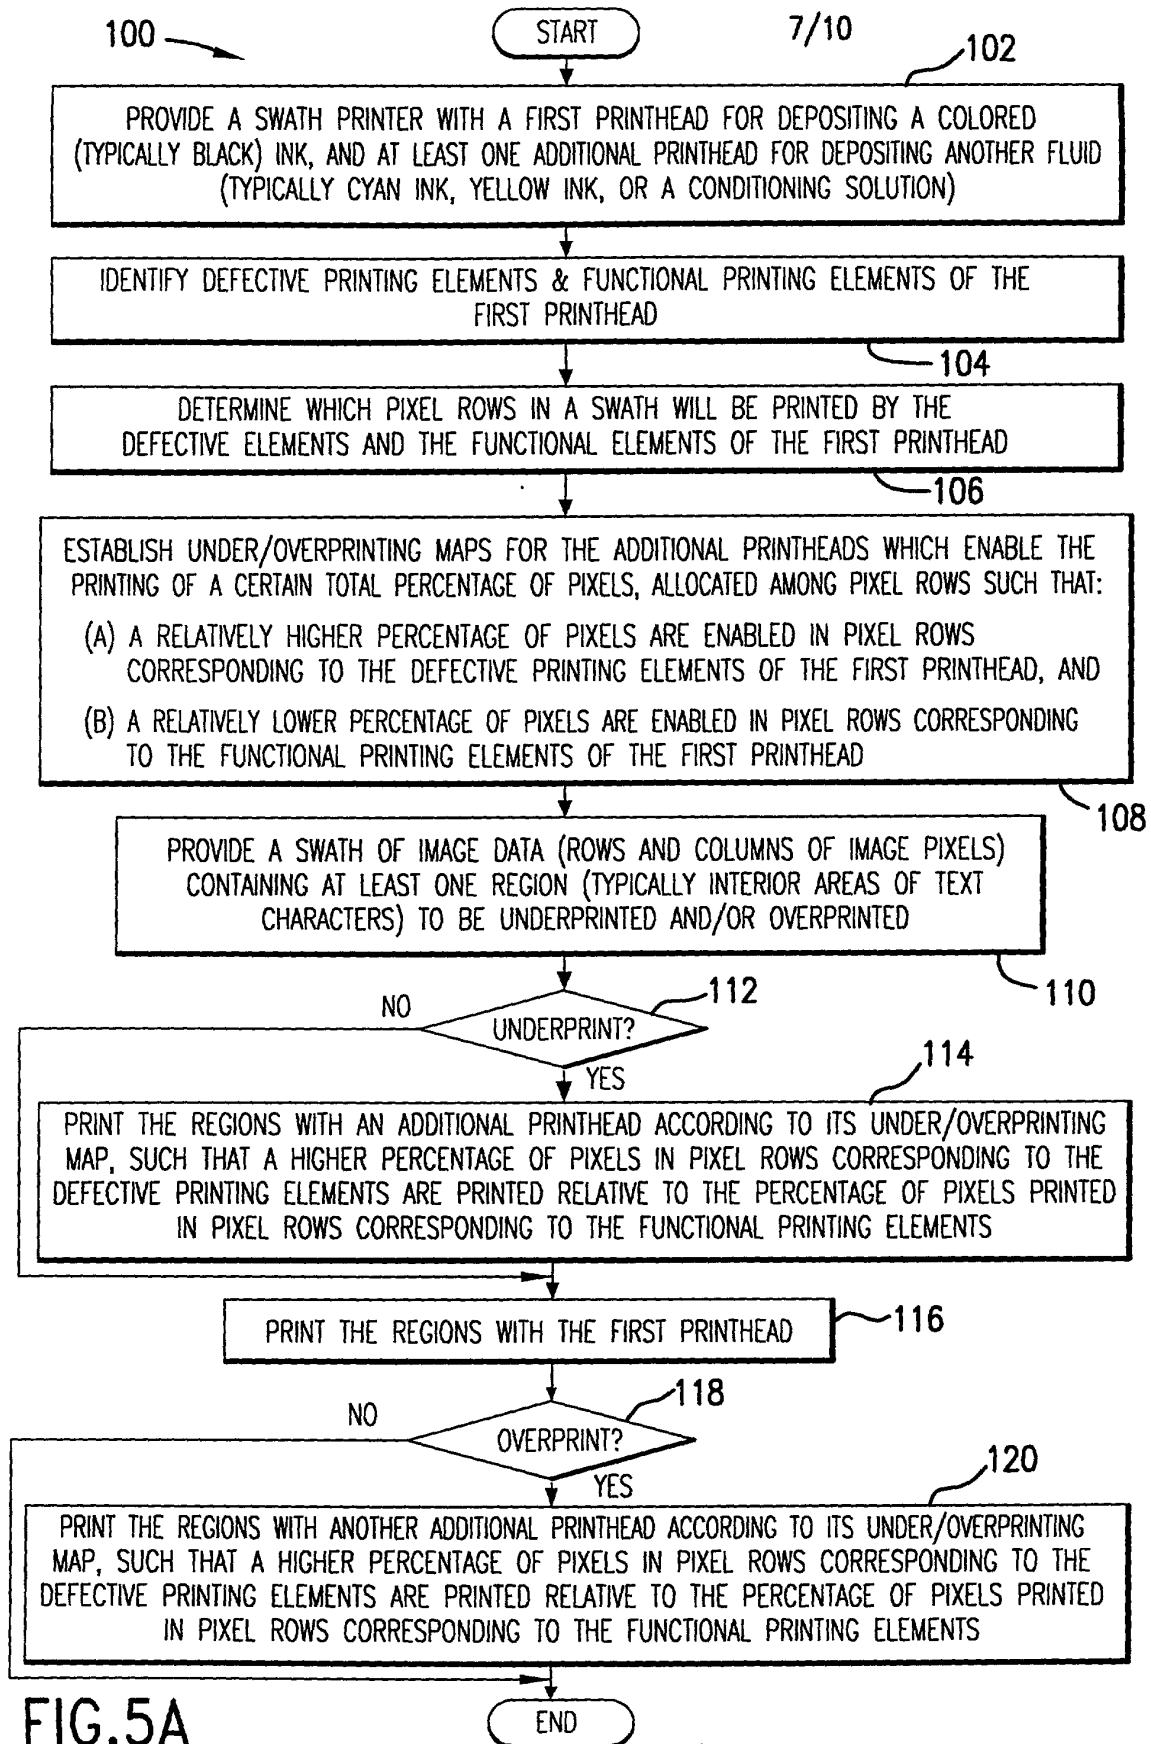 100
START
7/10
102
PROVIDE A SWATH PRINTER WITH A FIRST PRINTHEAD FOR DEPOSITING A COLORED
(TYPICALLY BLACK) INK, AND AT LEAST ONE ADDITIONAL PRINTHEAD FOR DEPOSITING ANOTHER FLUID
(TYPICALLY CYAN INK, YELLOW INK, OR A CONDITIONING SOLUTION)
IDENTIFY DEFECTIVE PRINTING ELEMENTS & FUNCTIONAL PRINTING ELEMENTS OF THE
FIRST PRINTHEAD
104
DETERMINE WHICH PIXEL ROWS IN A SWATH WILL BE PRINTED BY THE
DEFECTIVE ELEMENTS AND THE FUNCTIONAL ELEMENTS OF THE FIRST PRINTHEAD
106
ESTABLISH UNDER/OVERPRINTING MAPS FOR THE ADDITIONAL PRINTHEADS WHICH ENABLE THE
PRINTING OF A CERTAIN TOTAL PERCENTAGE OF PIXELS, ALLOCATED AMONG PIXEL ROWS SUCH THAT:
(A) A RELATIVELY HIGHER PERCENTAGE OF PIXELS ARE ENABLED IN PIXEL ROWS
CORRESPONDING TO THE DEFECTIVE PRINTING ELEMENTS OF THE FIRST PRINTHEAD, AND
(B) A RELATIVELY LOWER PERCENTAGE OF PIXELS ARE ENABLED IN PIXEL ROWS CORRESPONDING
TO THE FUNCTIONAL PRINTING ELEMENTS OF THE FIRST PRINTHEAD
108
PROVIDE A SWATH OF IMAGE DATA (ROWS AND COLUMNS OF IMAGE PIXELS)
CONTAINING AT LEAST ONE REGION (TYPICALLY INTERIOR AREAS OF TEXT
CHARACTERS) TO BE UNDERPRINTED AND/OR OVERPRINTED
110
NO
112
UNDERPRINT?
YES
114
PRINT THE REGIONS WITH AN ADDITIONAL PRINTHEAD ACCORDING TO ITS UNDER/OVERPRINTING
MAP, SUCH THAT A HIGHER PERCENTAGE OF PIXELS IN PIXEL ROWS CORRESPONDING TO THE
DEFECTIVE PRINTING ELEMENTS ARE PRINTED RELATIVE TO THE PERCENTAGE OF PIXELS PRINTED
IN PIXEL ROWS CORRESPONDING TO THE FUNCTIONAL PRINTING ELEMENTS
PRINT THE REGIONS WITH THE FIRST PRINTHEAD
116
NO
118
OVERPRINT?
YES
120
PRINT THE REGIONS WITH ANOTHER ADDITIONAL PRINTHEAD ACCORDING TO ITS UNDER/OVERPRINTING
MAP, SUCH THAT A HIGHER PERCENTAGE OF PIXELS IN PIXEL ROWS CORRESPONDING TO THE
DEFECTIVE PRINTING ELEMENTS ARE PRINTED RELATIVE TO THE PERCENTAGE OF PIXELS PRINTED
IN PIXEL ROWS CORRESPONDING TO THE FUNCTIONAL PRINTING ELEMENTS
FIG.5A
END